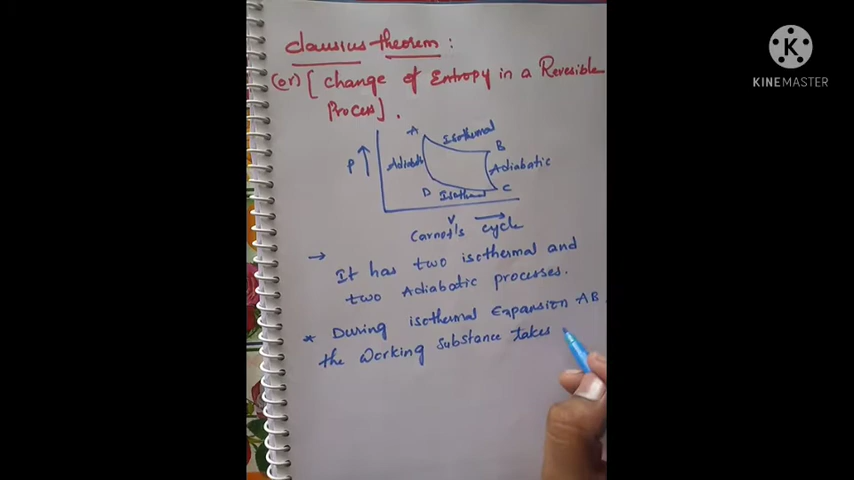 clausius theorem :
(or) [ change of Entropy in a Revesible
Process] .
A Isothermal
B
P Adiabatic Adiabatic
D Isothermal C
V
Carnot's cycle
→ It has two isothermal and
two Adiabatic processes.
* During isothermal Expansion AB
the working substance takes
K
KINEMASTER